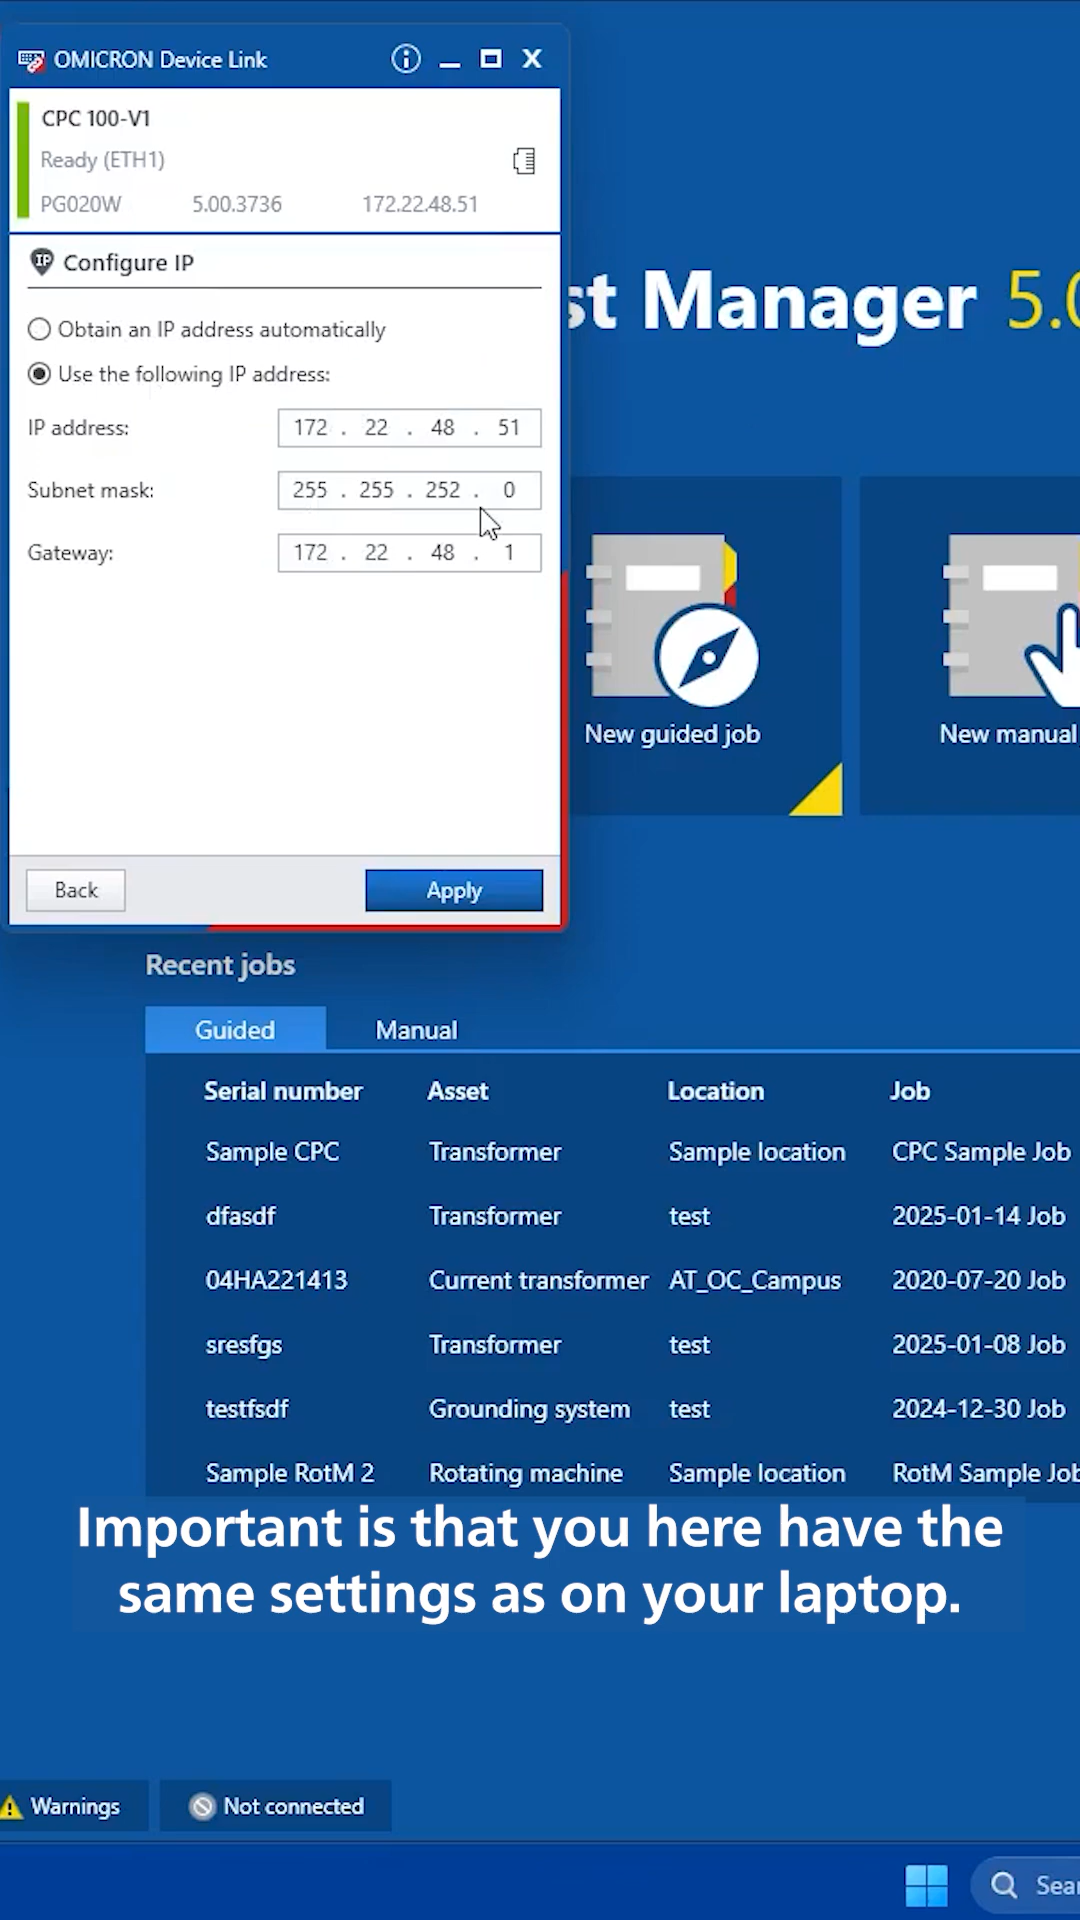 OMICRON Device Link
CPC 100-V1
Ready (ETH1)
PG020W 5.00.3736 172.22.48.51
IP Configure IP
Obtain an IP address automatically
Use the following IP address:
IP address: 172 . 22 . 48 . 51
Subnet mask: 255 . 255 . 252 . 0
Gateway: 172 . 22 . 48 . 1
Back Apply
st Manager 5.0
New guided job
New manual
Recent jobs
Guided Manual
Serial number Asset Location Job
Sample CPC Transformer Sample location CPC Sample Job
dfasdf Transformer test 2025-01-14 Job
04HA221413 Current transformer AT_OC_Campus 2020-07-20 Job
sresfgs Transformer test 2025-01-08 Job
testfsdf Grounding system test 2024-12-30 Job
Sample RotM 2 Rotating machine Sample location RotM Sample Job
Important is that you here have the
same settings as on your laptop.
Warnings Not connected
Sear